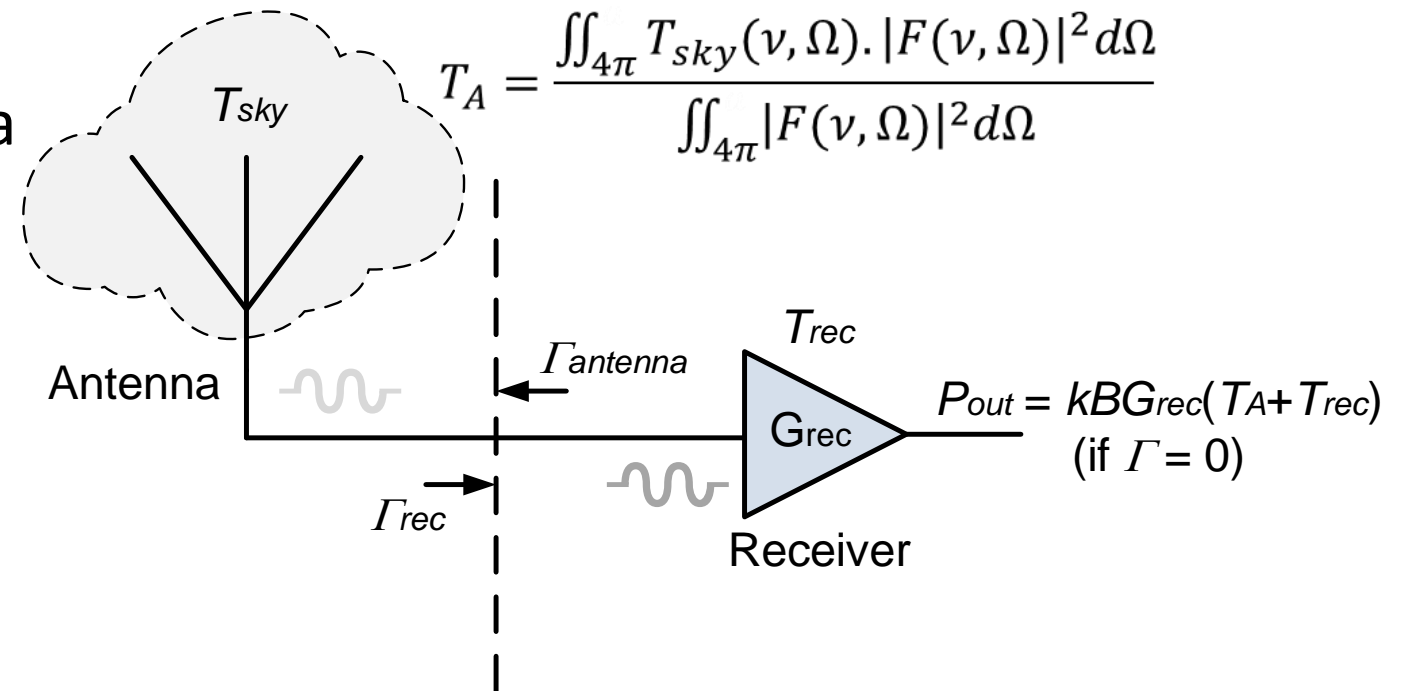 a
Tsky
T_A = ∬_{4π} T_{sky}(ν, Ω). |F(ν, Ω)|² dΩ / ∬_{4π} |F(ν, Ω)|² dΩ
Trec
Γantenna
Antenna
Grec
Pout = kBGrec(TA+Trec)
(if Γ = 0)
Γrec
Receiver